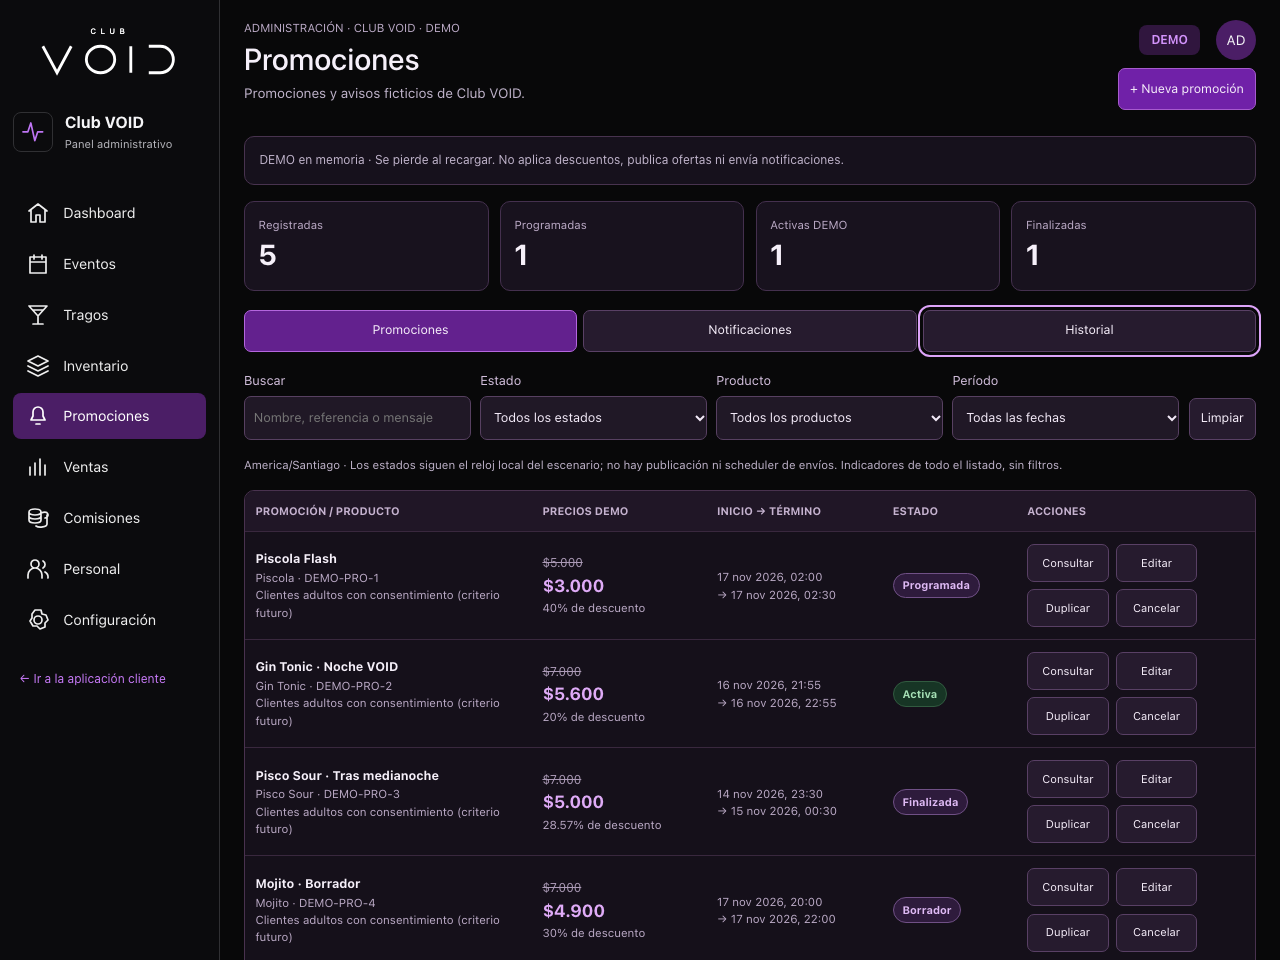 CLUB
VOID
Club VOID
Panel administrativo
Dashboard
Eventos
Tragos
Inventario
Promociones
Ventas
Comisiones
Personal
Configuración
← Ir a la aplicación cliente
ADMINISTRACIÓN · CLUB VOID · DEMO
Promociones
Promociones y avisos ficticios de Club VOID.
DEMO
AD
+ Nueva promoción
DEMO en memoria · Se pierde al recargar. No aplica descuentos, publica ofertas ni envía notificaciones.
Registradas
5
Programadas
1
Activas DEMO
1
Finalizadas
1
Promociones
Notificaciones
Historial
Buscar
Nombre, referencia o mensaje
Estado
Todos los estados
Producto
Todos los productos
Período
Todas las fechas
Limpiar
America/Santiago · Los estados siguen el reloj local del escenario; no hay publicación ni scheduler de envíos. Indicadores de todo el listado, sin filtros.
PROMOCIÓN / PRODUCTO
PRECIOS DEMO
INICIO → TÉRMINO
ESTADO
ACCIONES
Piscola Flash
Piscola · DEMO-PRO-1
Clientes adultos con consentimiento (criterio
futuro)
$5.000
$3.000
40% de descuento
17 nov 2026, 02:00
→ 17 nov 2026, 02:30
Programada
Consultar
Editar
Duplicar
Cancelar
Gin Tonic · Noche VOID
Gin Tonic · DEMO-PRO-2
Clientes adultos con consentimiento (criterio
futuro)
$7.000
$5.600
20% de descuento
16 nov 2026, 21:55
→ 16 nov 2026, 22:55
Activa
Consultar
Editar
Duplicar
Cancelar
Pisco Sour · Tras medianoche
Pisco Sour · DEMO-PRO-3
Clientes adultos con consentimiento (criterio
futuro)
$7.000
$5.000
28.57% de descuento
14 nov 2026, 23:30
→ 15 nov 2026, 00:30
Finalizada
Consultar
Editar
Duplicar
Cancelar
Mojito · Borrador
Mojito · DEMO-PRO-4
Clientes adultos con consentimiento (criterio
futuro)
$7.000
$4.900
30% de descuento
17 nov 2026, 20:00
→ 17 nov 2026, 22:00
Borrador
Consultar
Editar
Duplicar
Cancelar